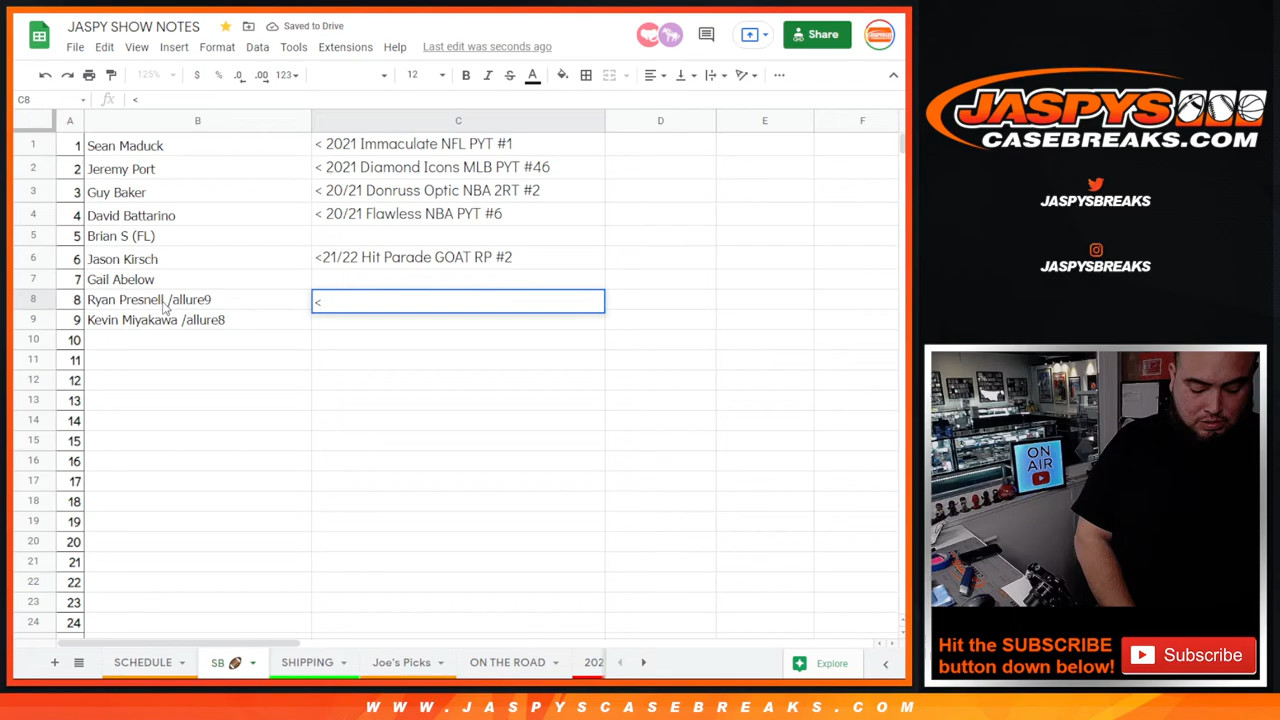 JASPY SHOW NOTES
Saved to Drive
File Edit View Insert Format Data Tools Extensions Help Last edit was seconds ago
Share
125% $ % .0 .00 123 12 B I S A
C8 fx <
A B C D E F
1 1 Sean Maduck < 2021 Immaculate NFL PYT #1
2 2 Jeremy Port < 2021 Diamond Icons MLB PYT #46
3 3 Guy Baker < 20/21 Donruss Optic NBA 2RT #2
4 4 David Battarino < 20/21 Flawless NBA PYT #6
5 5 Brian S (FL)
6 6 Jason Kirsch <21/22 Hit Parade GOAT RP #2
7 7 Gail Abelow
8 8 Ryan Presnell /allure9 <
9 9 Kevin Miyakawa /allure8
10 10
11 11
12 12
13 13
14 14
15 15
16 16
17 17
18 18
19 19
20 20
21 21
22 22
23 23
24 24
+ SCHEDULE SB SHIPPING Joe's Picks ON THE ROAD 202 Explore
JASPYS
CASEBREAKS.COM
JASPYSBREAKS
JASPYSBREAKS
ON
AIR
Hit the SUBSCRIBE
button down below!
Subscribe
WWW.JASPYSCASEBREAKS.COM